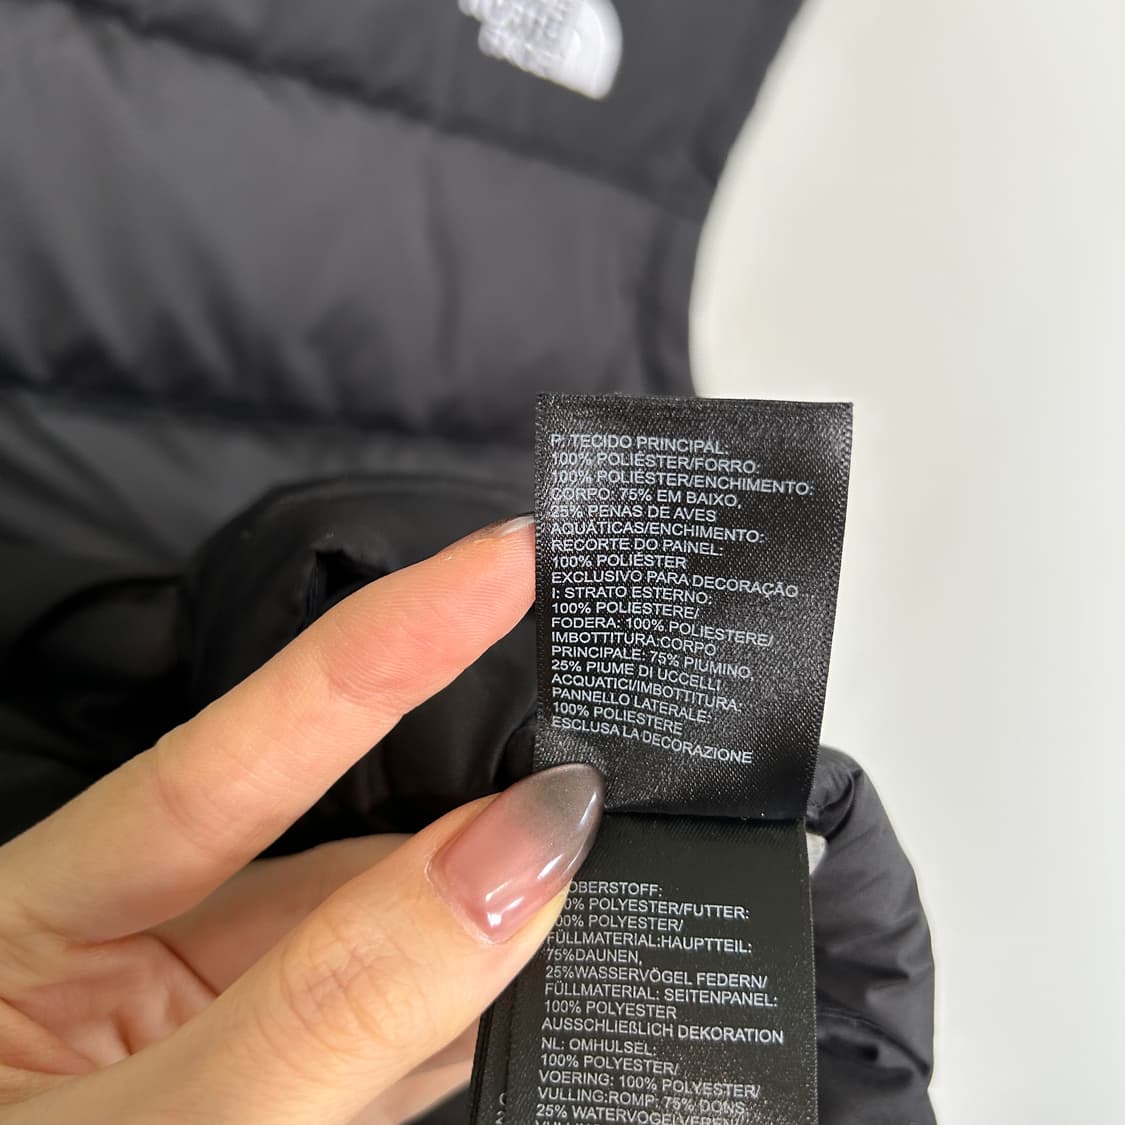 P: TECIDO PRINCIPAL:
100% POLIÉSTER/FORRO:
100% POLIÉSTER/ENCHIMENTO:
CORPO: 75% EM BAIXO,
25% PENAS DE AVES
AQUÁTICAS/ENCHIMENTO:
RECORTE DO PAINEL:
100% POLIÉSTER
EXCLUSIVO PARA DECORAÇÃO
I: STRATO ESTERNO:
100% POLIESTERE/
FODERA: 100% POLIESTERE/
IMBOTTITURA:CORPO
PRINCIPALE: 75% PIUMINO,
25% PIUME DI UCCELLI
ACQUATICI/IMBOTTITURA.
PANNELLO LATERALE:
100% POLIESTERE
ESCLUSA LA DECORAZIONE
OBERSTOFF:
0% POLYESTER/FUTTER:
00% POLYESTER/
FÜLLMATERIAL:HAUPTTEIL:
75%DAUNEN,
25%WASSERVÖGEL FEDERN/
FÜLLMATERIAL: SEITENPANEL:
100% POLYESTER
AUSSCHLIEßLICH DEKORATION
NL: OMHULSEL:
100% POLYESTER/
VOERING: 100% POLYESTER/
VULLING:ROMP: 75% DONS,
25% WATERVOGELVEREN/